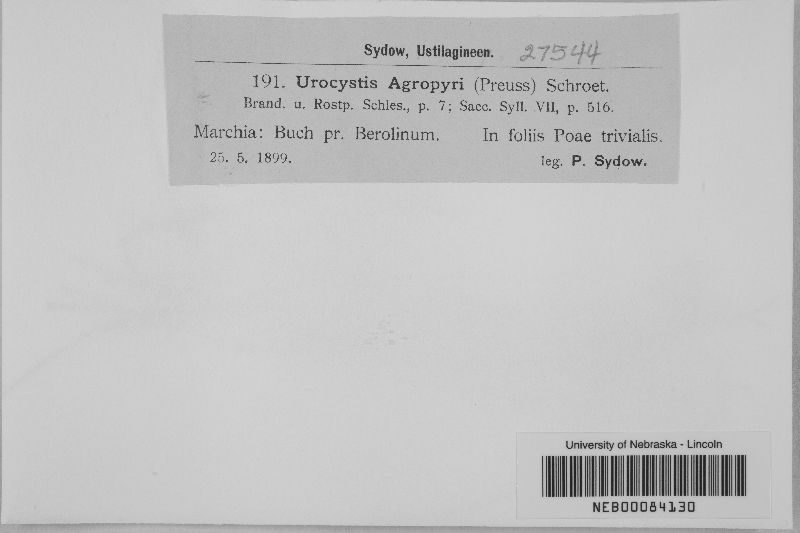 Sydow, Ustilagineen. 27544
191. Urocystis Agropyri (Preuss) Schroet.
Brand. u. Rostp. Schles., p. 7; Sacc. Syll. VII, p. 516.
Marchia: Buch pr. Berolinum. In foliis Poae trivialis.
25. 5. 1899. leg. P. Sydow.
University of Nebraska - Lincoln
NEB00084130